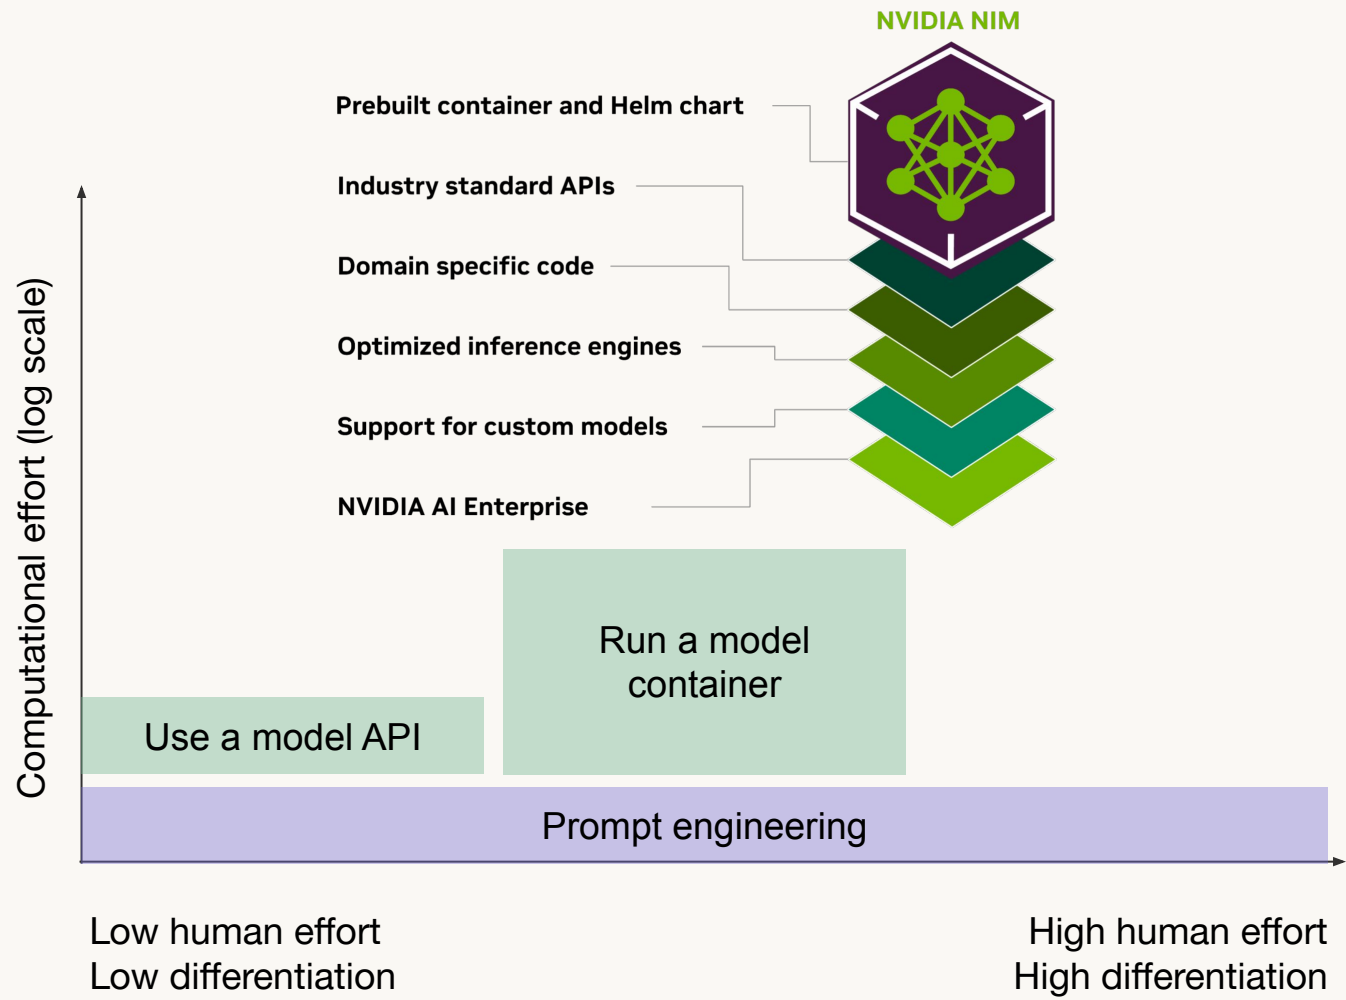 NVIDIA NIM
Prebuilt container and Helm chart
Industry standard APIs
Domain specific code
Optimized inference engines
Support for custom models
NVIDIA AI Enterprise
Computational effort (log scale)
Run a model
container
Use a model API
Prompt engineering
Low human effort
Low differentiation
High human effort
High differentiation